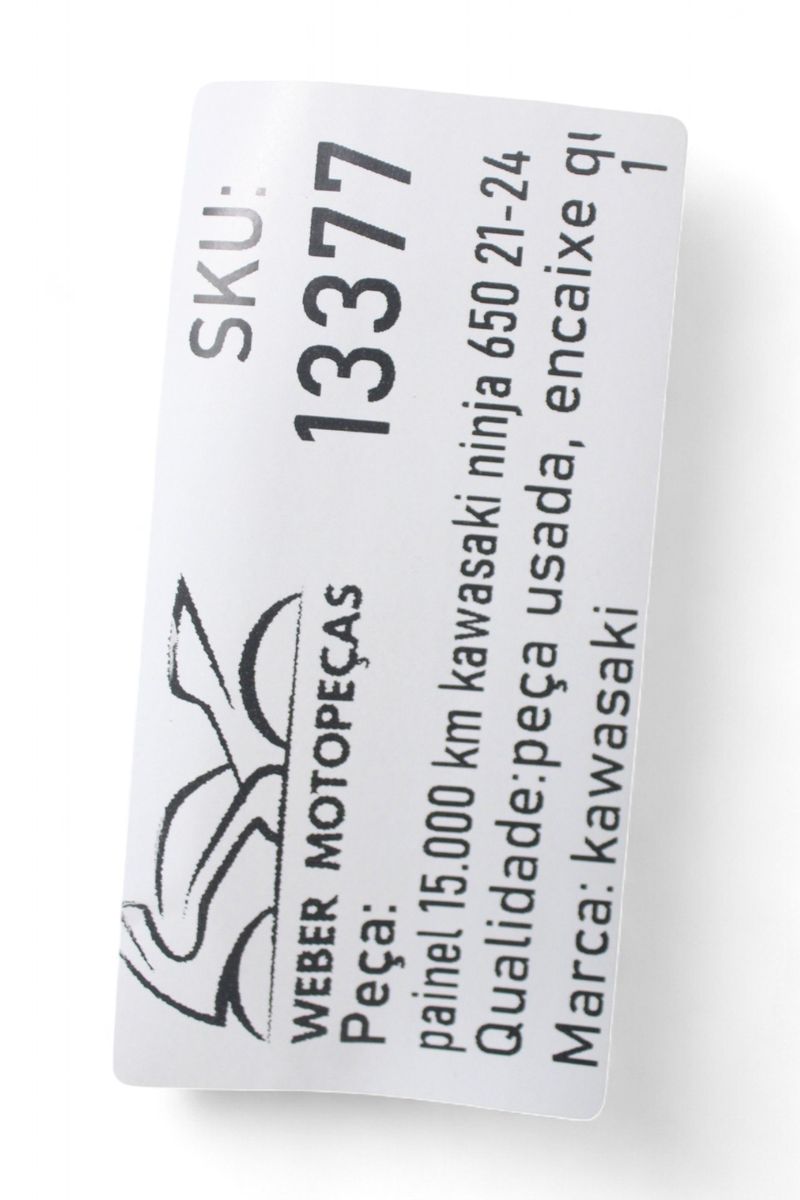 SKU:
13377
WEBER MOTOPEÇAS
Peça:
painel 15.000 km kawasaki ninja 650 21-24
Qualidade:peça usada, encaixe
Marca: kawasaki
1